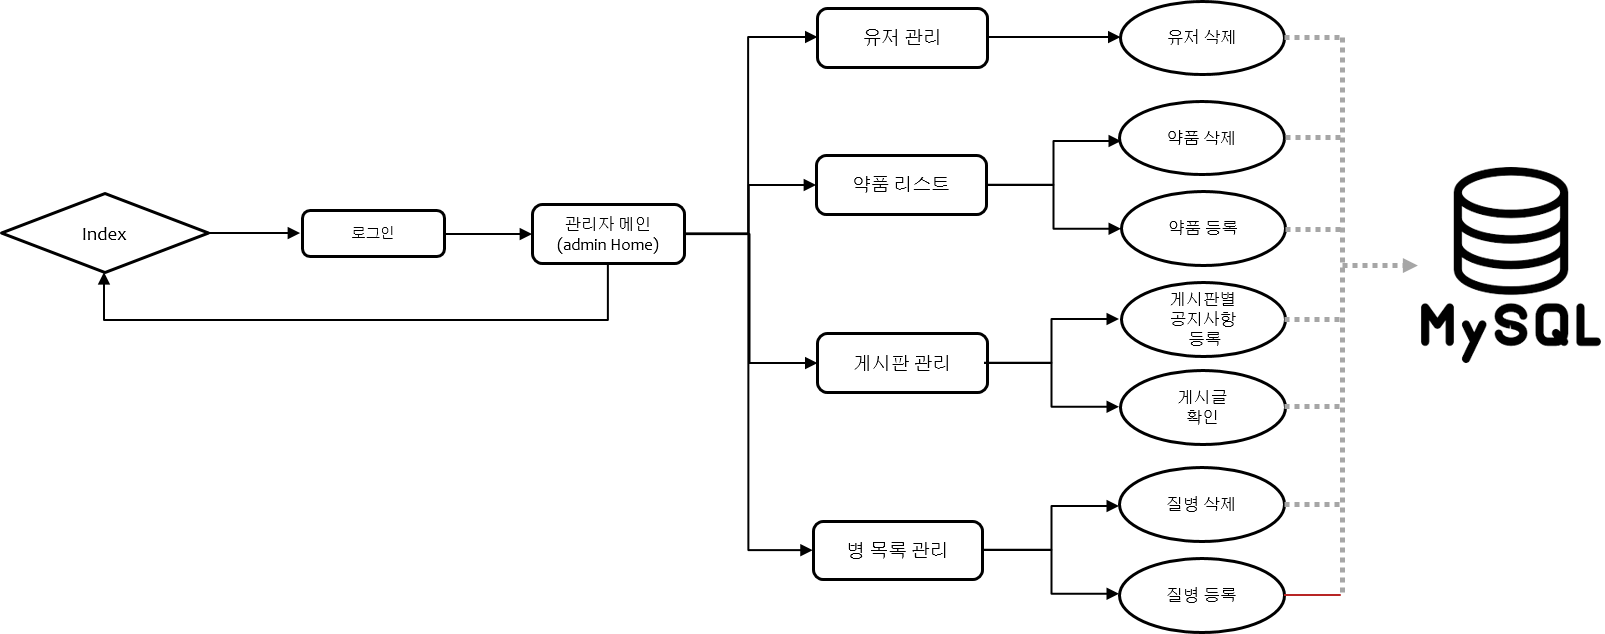 Index
로그인
관리자 메인
(admin Home)
유저 관리
약품 리스트
게시판 관리
병 목록 관리
유저 삭제
약품 삭제
약품 등록
게시판별
공지사항
등록
게시글
확인
질병 삭제
질병 등록
MySQL